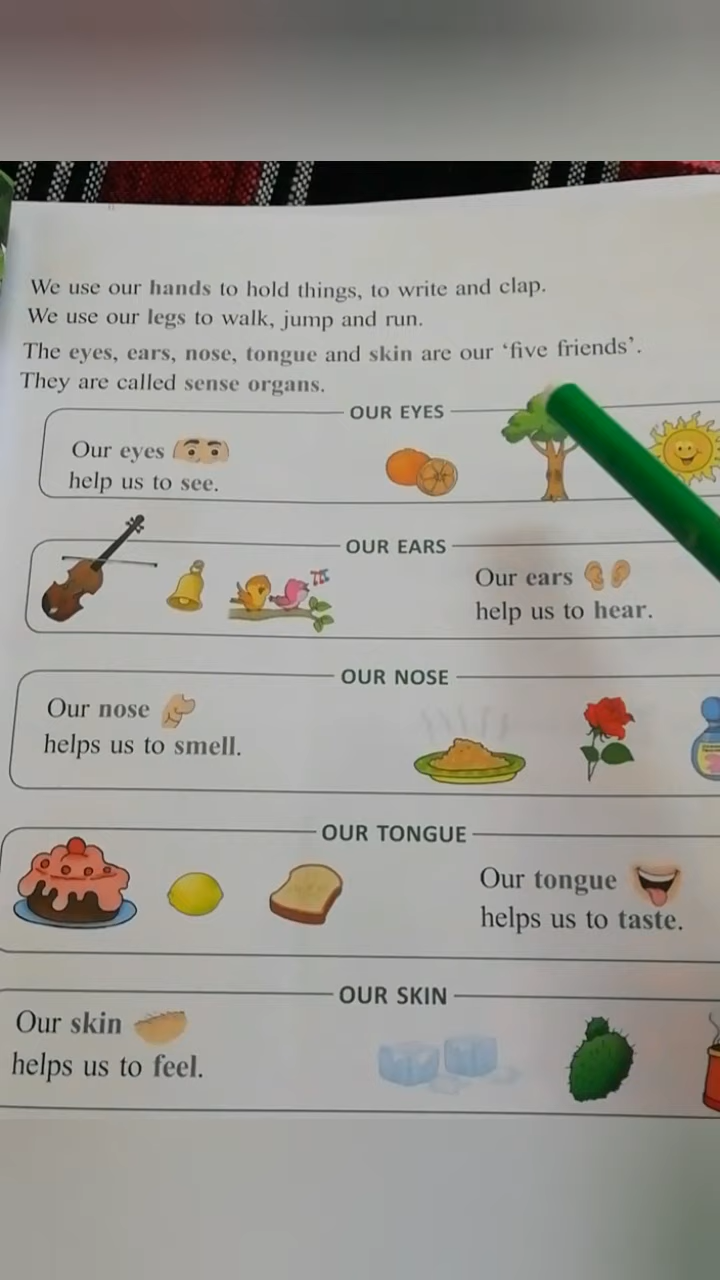 We use our hands to hold things, to write and clap.
We use our legs to walk, jump and run.
The eyes, ears, nose, tongue and skin are our ‘five friends’.
They are called sense organs.
OUR EYES
Our eyes
help us to see.
OUR EARS
Our ears
help us to hear.
OUR NOSE
Our nose
helps us to smell.
OUR TONGUE
Our tongue
helps us to taste.
OUR SKIN
Our skin
helps us to feel.